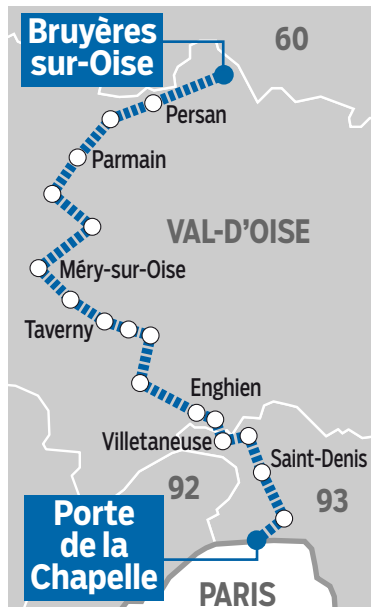 Bruyères
sur-Oise
60
Persan
Parmain
VAL-D'OISE
Méry-sur-Oise
Taverny
Enghien
Villetaneuse
Saint-Denis
92
93
Porte
de la
Chapelle
PARIS